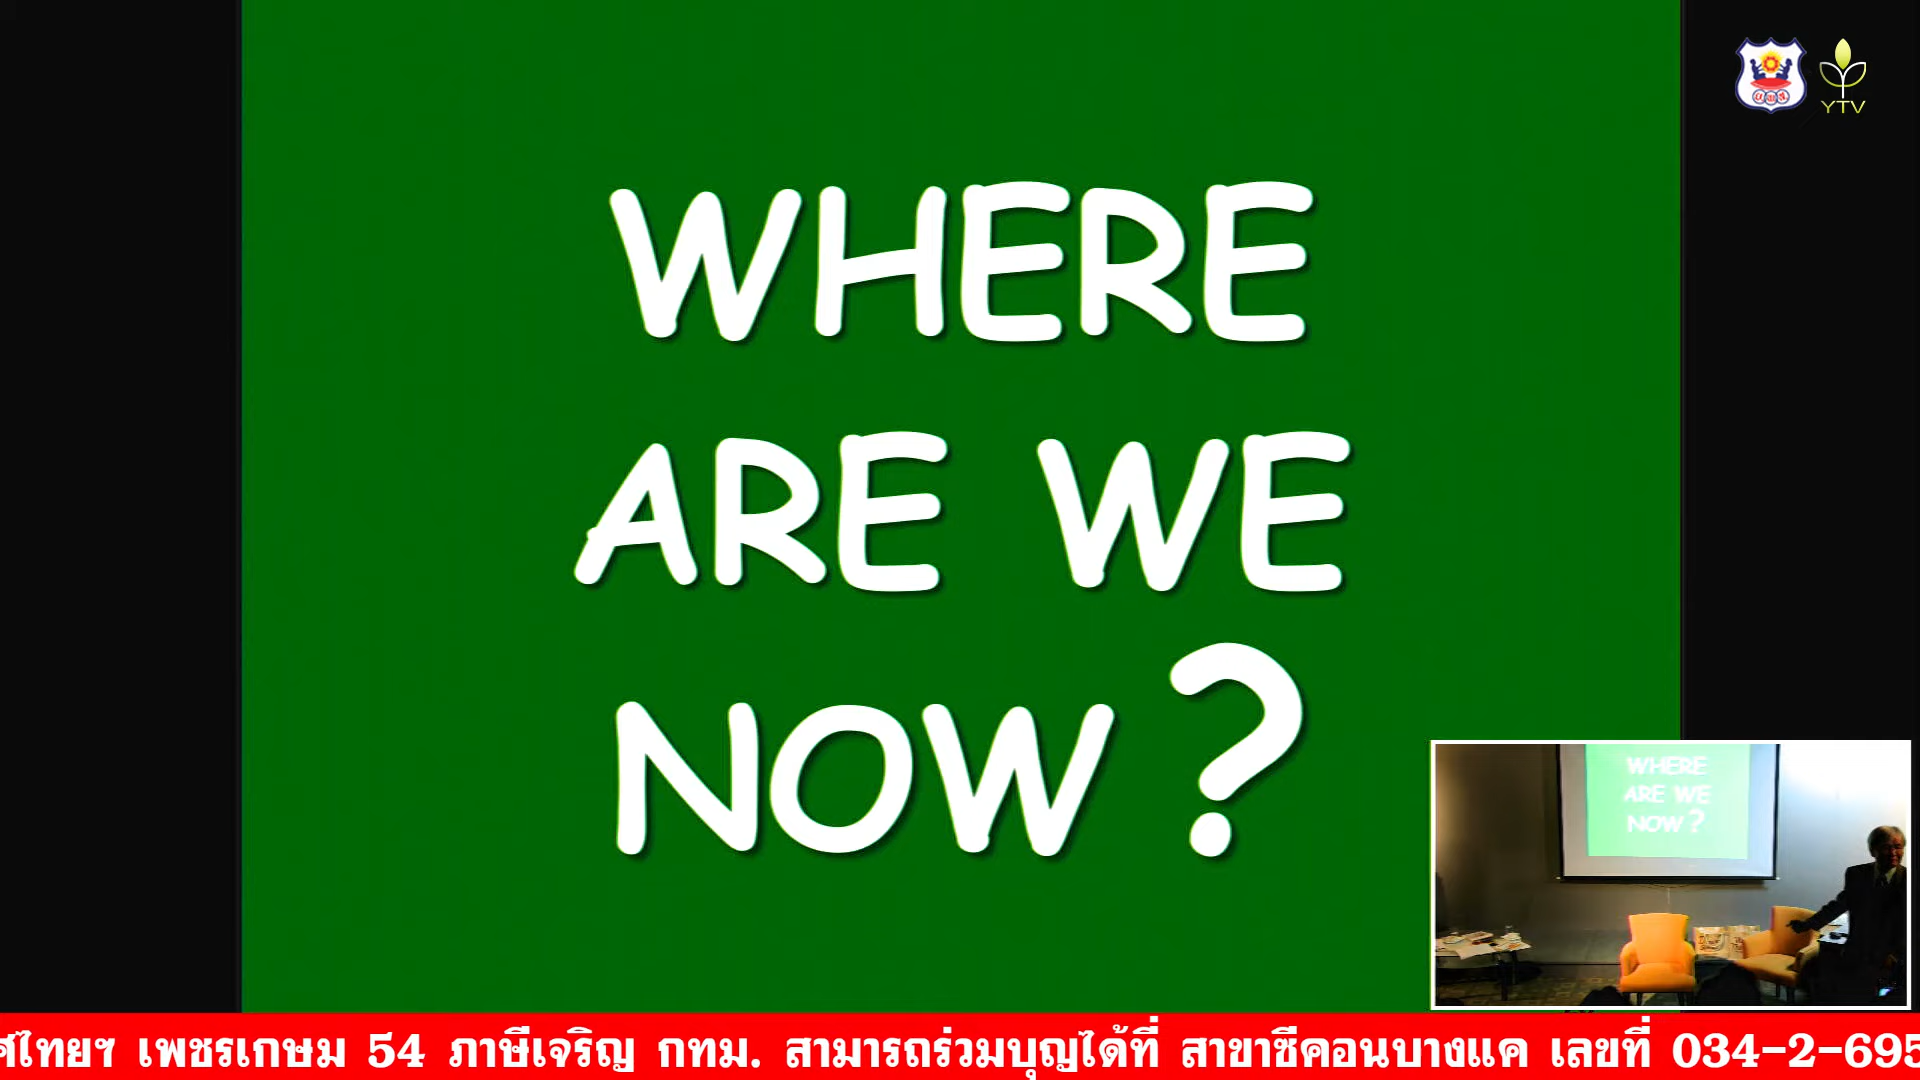 WHERE
ARE WE
NOW ?
YTV
WHERE
ARE WE
NOW ?
ศไทยฯ เพชรเกษม 54 ภาษีเจริญ กทม. สามารถร่วมบุญได้ที่ สาขาซีคอนบางแค เลขที่ 034-2-695